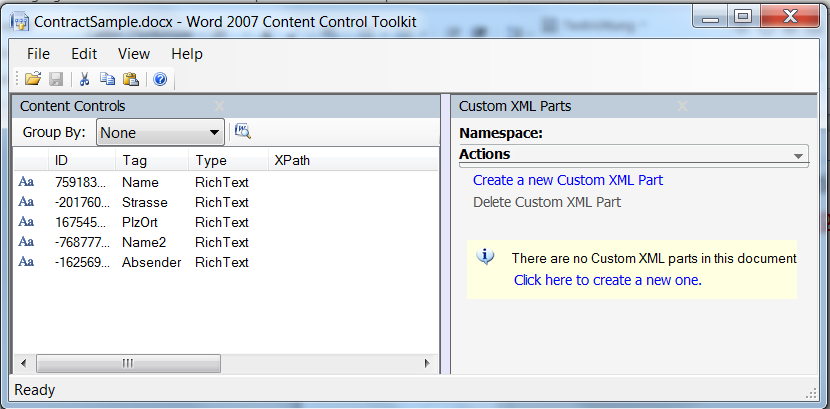 ContractSample.docx - Word 2007 Content Control Toolkit
File Edit View Help
Content Controls
Group By: None
ID Tag Type XPath
Aa 759183... Name RichText
Aa -201760... Strasse RichText
Aa 167545... PlzOrt RichText
Aa -768777... Name2 RichText
Aa -162569... Absender RichText
Custom XML Parts
Namespace:
Actions
Create a new Custom XML Part
Delete Custom XML Part
There are no Custom XML parts in this document
Click here to create a new one.
Ready